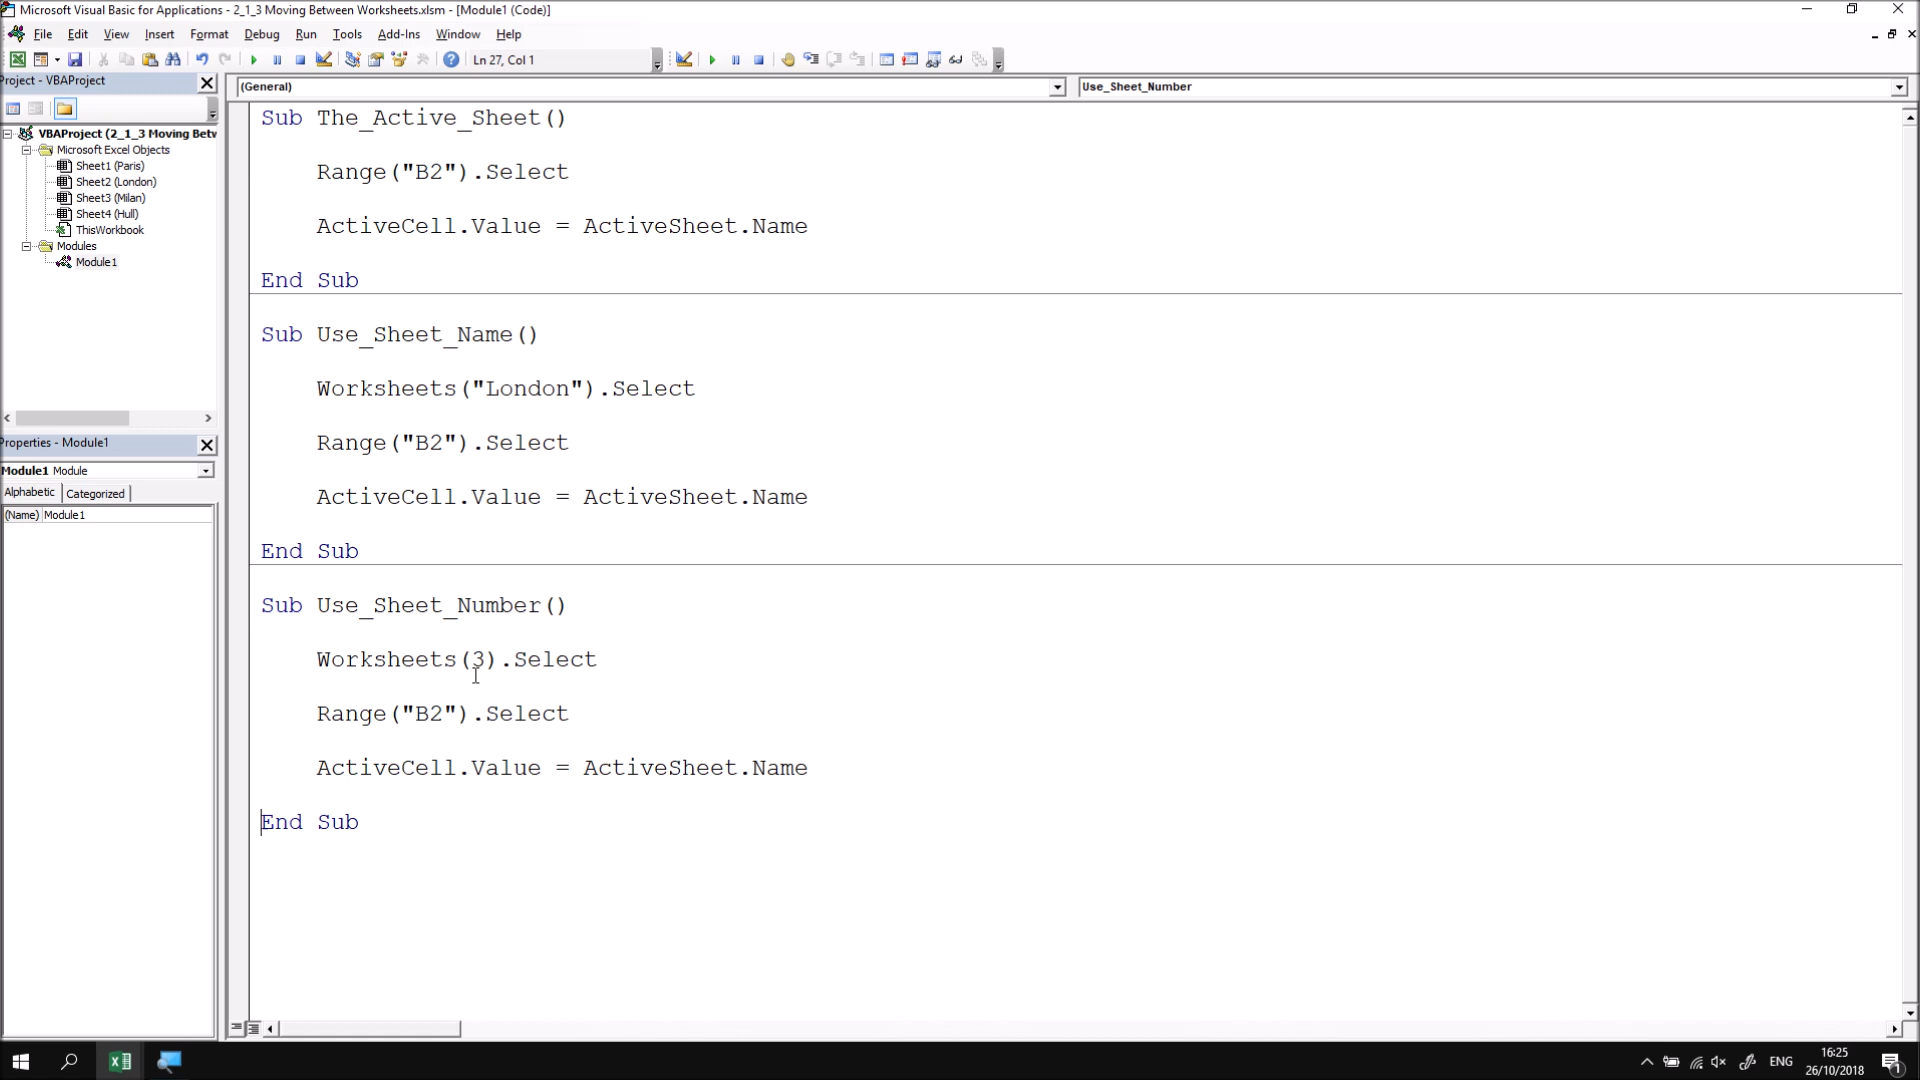 Microsoft Visual Basic for Applications - 2_1_3 Moving Between Worksheets.xlsm - [Module1 (Code)]
File Edit View Insert Format Debug Run Tools Add-Ins Window Help
Ln 27, Col 1
Project - VBAProject
VBAProject (2_1_3 Moving Betw
Microsoft Excel Objects
Sheet1 (Paris)
Sheet2 (London)
Sheet3 (Milan)
Sheet4 (Hull)
ThisWorkbook
Modules
Module1
Properties - Module1
Module1 Module
Alphabetic Categorized
(Name) Module1
(General) Use_Sheet_Number
Sub The_Active_Sheet()
Range("B2").Select
ActiveCell.Value = ActiveSheet.Name
End Sub
Sub Use_Sheet_Name()
Worksheets("London").Select
Range("B2").Select
ActiveCell.Value = ActiveSheet.Name
End Sub
Sub Use_Sheet_Number()
Worksheets(3).Select
Range("B2").Select
ActiveCell.Value = ActiveSheet.Name
End Sub
ENG
16:25
26/10/2018
1